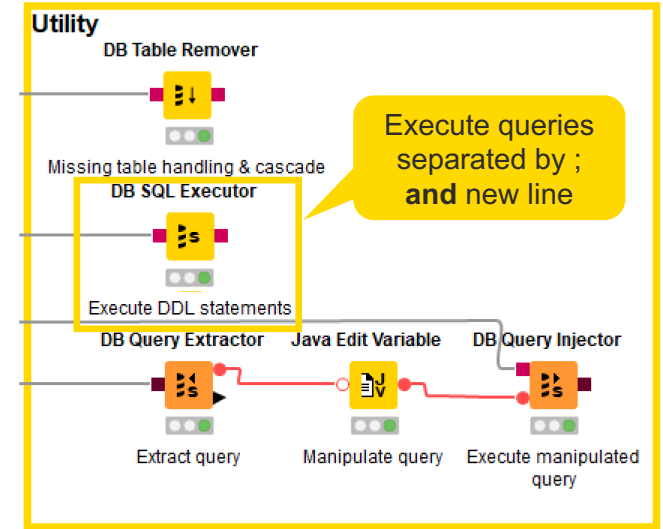 Utility
DB Table Remover
Missing table handling & cascade
Execute queries
separated by ;
and new line
DB SQL Executor
s
Execute DDL statements
DB Query Extractor
Java Edit Variable
DB Query Injector
s
J
V
s
Extract query
Manipulate query
Execute manipulated
query